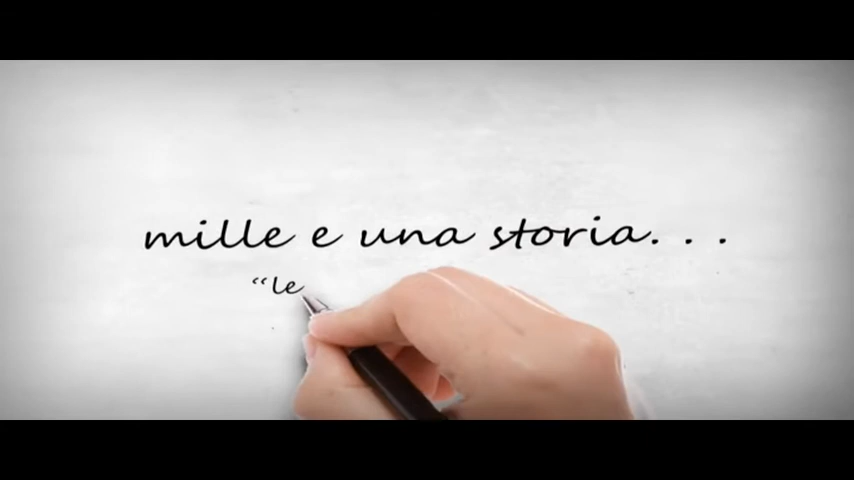 mille e una storia. . .
“le